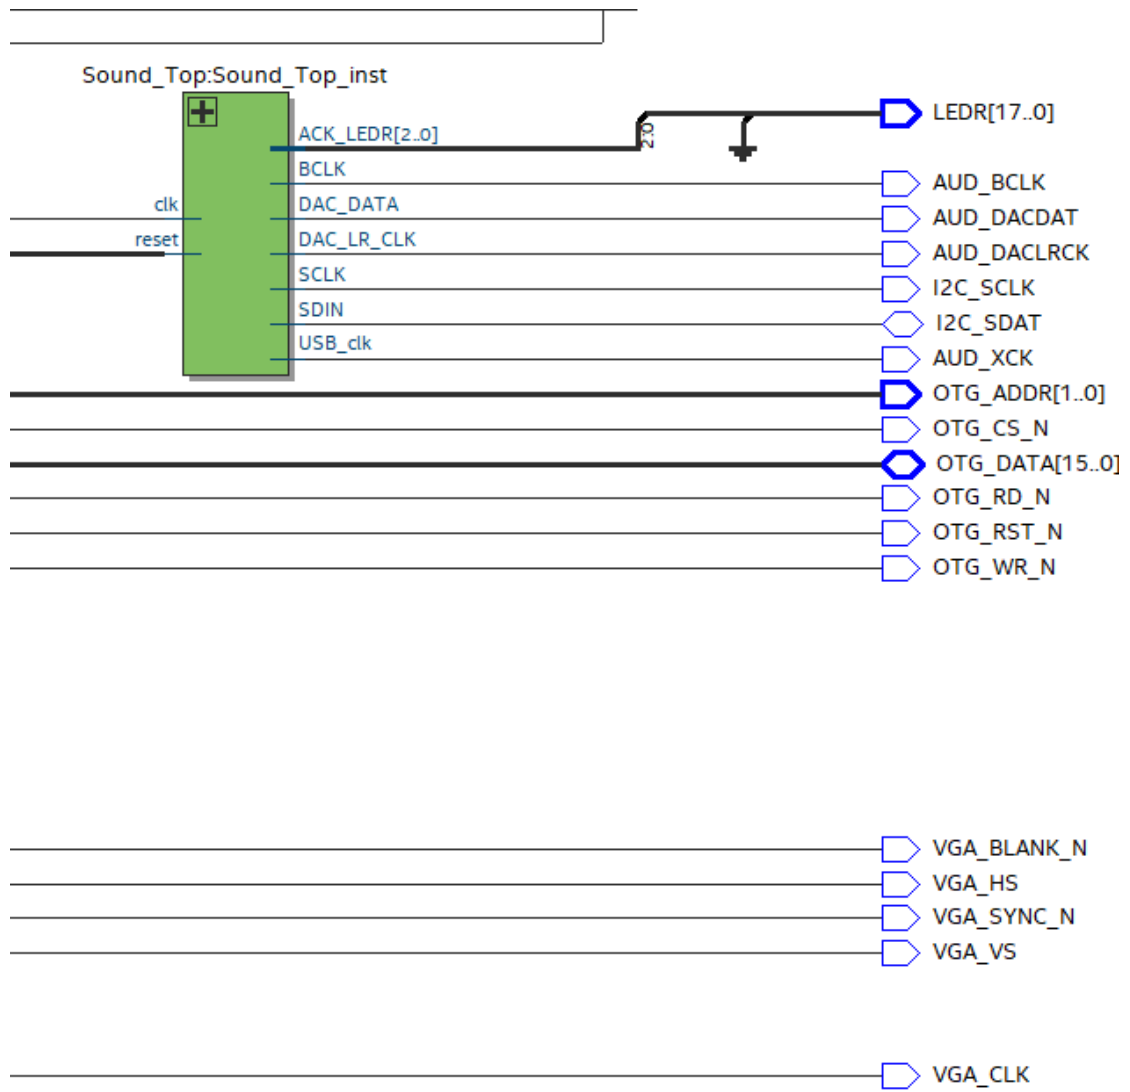 Sound_Top:Sound_Top_inst
ACK_LEDR[2..0]
2:0
LEDR[17..0]
BCLK
AUD_BCLK
clk
DAC_DATA
AUD_DACDAT
reset
DAC_LR_CLK
AUD_DACLRCK
SCLK
I2C_SCLK
SDIN
I2C_SDAT
USB_clk
AUD_XCK
OTG_ADDR[1..0]
OTG_CS_N
OTG_DATA[15..0]
OTG_RD_N
OTG_RST_N
OTG_WR_N
VGA_BLANK_N
VGA_HS
VGA_SYNC_N
VGA_VS
VGA_CLK